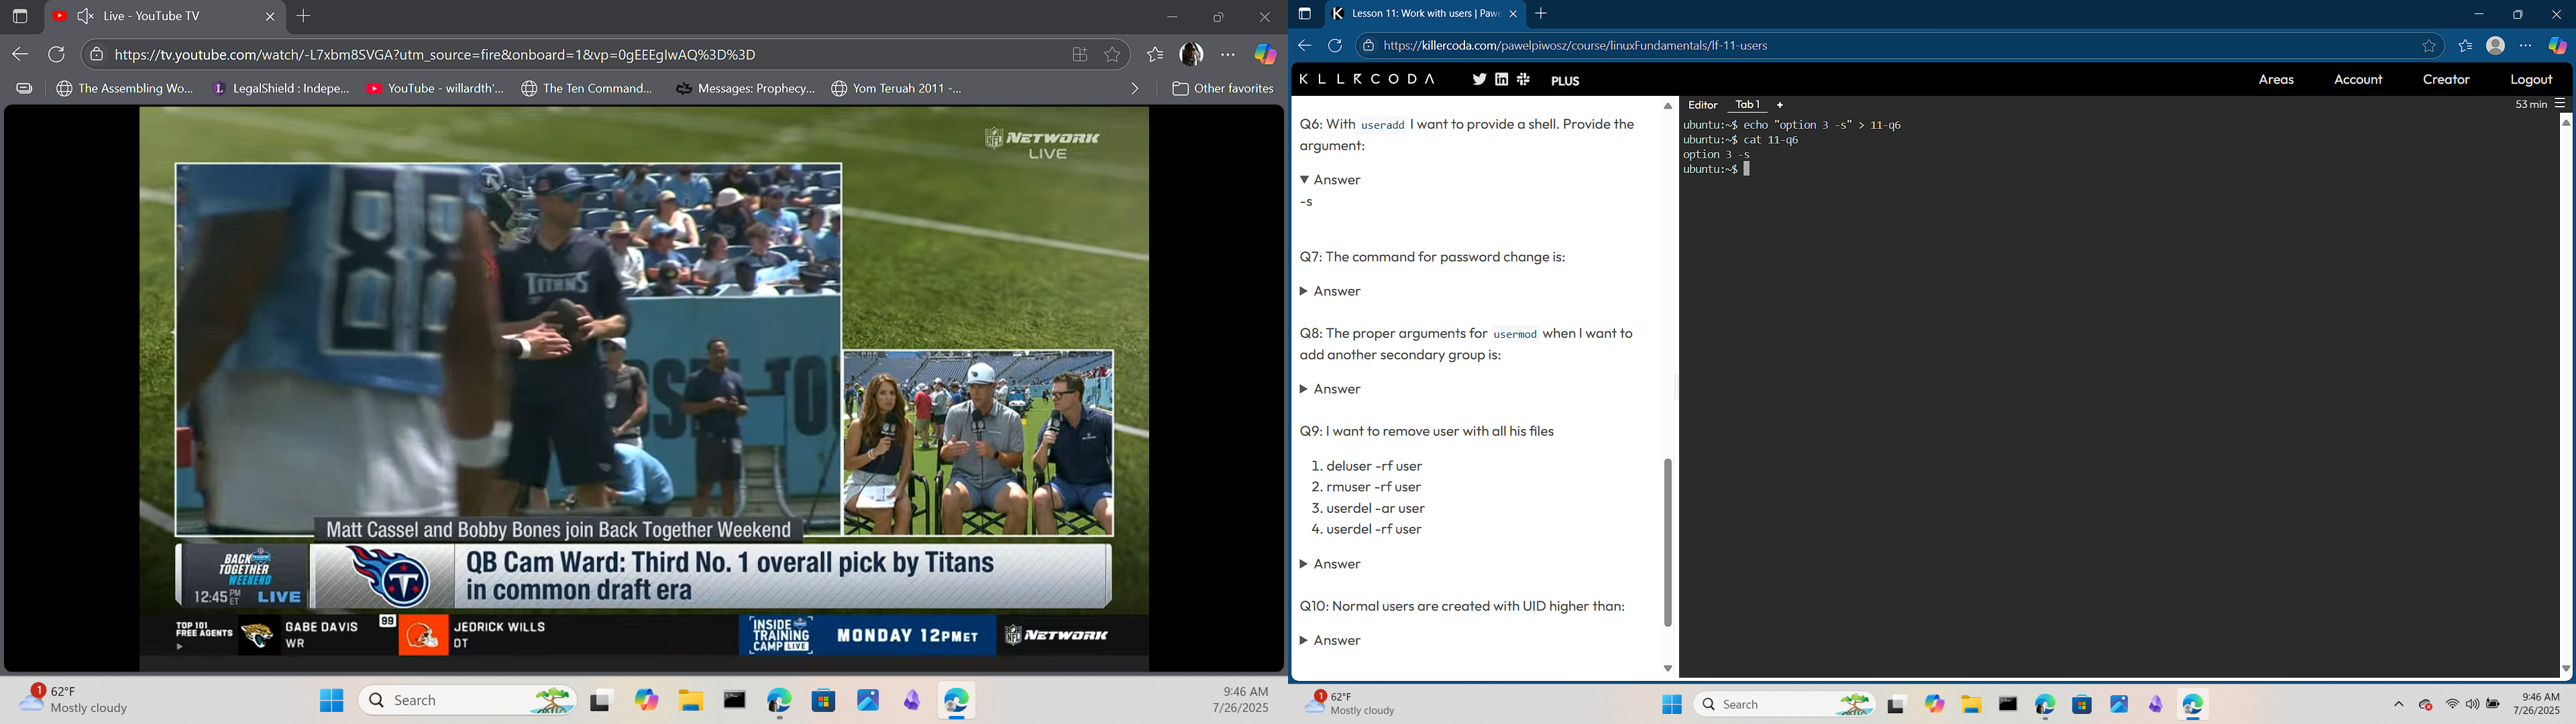 Live - YouTube TV
https://tv.youtube.com/watch/-L7xbm8SVGA?utm_source=fire&onboard=1&vp=0gEEEgIwAQ%3D%3D
The Assembling Wo...
LegalShield : Indepe...
YouTube - willardth'...
The Ten Command...
Messages: Prophecy...
Yom Teruah 2011 -...
Other favorites
NFL NETWORK
LIVE
TITANS
Matt Cassel and Bobby Bones join Back Together Weekend
BACK TOGETHER WEEKEND
12:45 PM ET LIVE
QB Cam Ward: Third No. 1 overall pick by Titans
in common draft era
TOP 101
FREE AGENTS
GABE DAVIS
WR
99
JEDRICK WILLS
OT
INSIDE TRAINING CAMP LIVE
MONDAY 12PM ET
NFL NETWORK
1
62°F
Mostly cloudy
Search
9:46 AM
7/26/2025
Lesson 11: Work with users | Paw
https://killercoda.com/pawelpiwosz/course/linuxFundamentals/lf-11-users
KILLERCODA
PLUS
Areas
Account
Creator
Logout
Q6: With useradd I want to provide a shell. Provide the
argument:
Answer
-s
Q7: The command for password change is:
Answer
Q8: The proper arguments for usermod when I want to
add another secondary group is:
Answer
Q9: I want to remove user with all his files
1. deluser -rf user
2. rmuser -rf user
3. userdel -ar user
4. userdel -rf user
Answer
Q10: Normal users are created with UID higher than:
Answer
Editor
Tab 1
+
53 min
ubuntu:~$ echo "option 3 -s" > 11-q6
ubuntu:~$ cat 11-q6
option 3 -s
ubuntu:~$
1
62°F
Mostly cloudy
Search
9:46 AM
7/26/2025